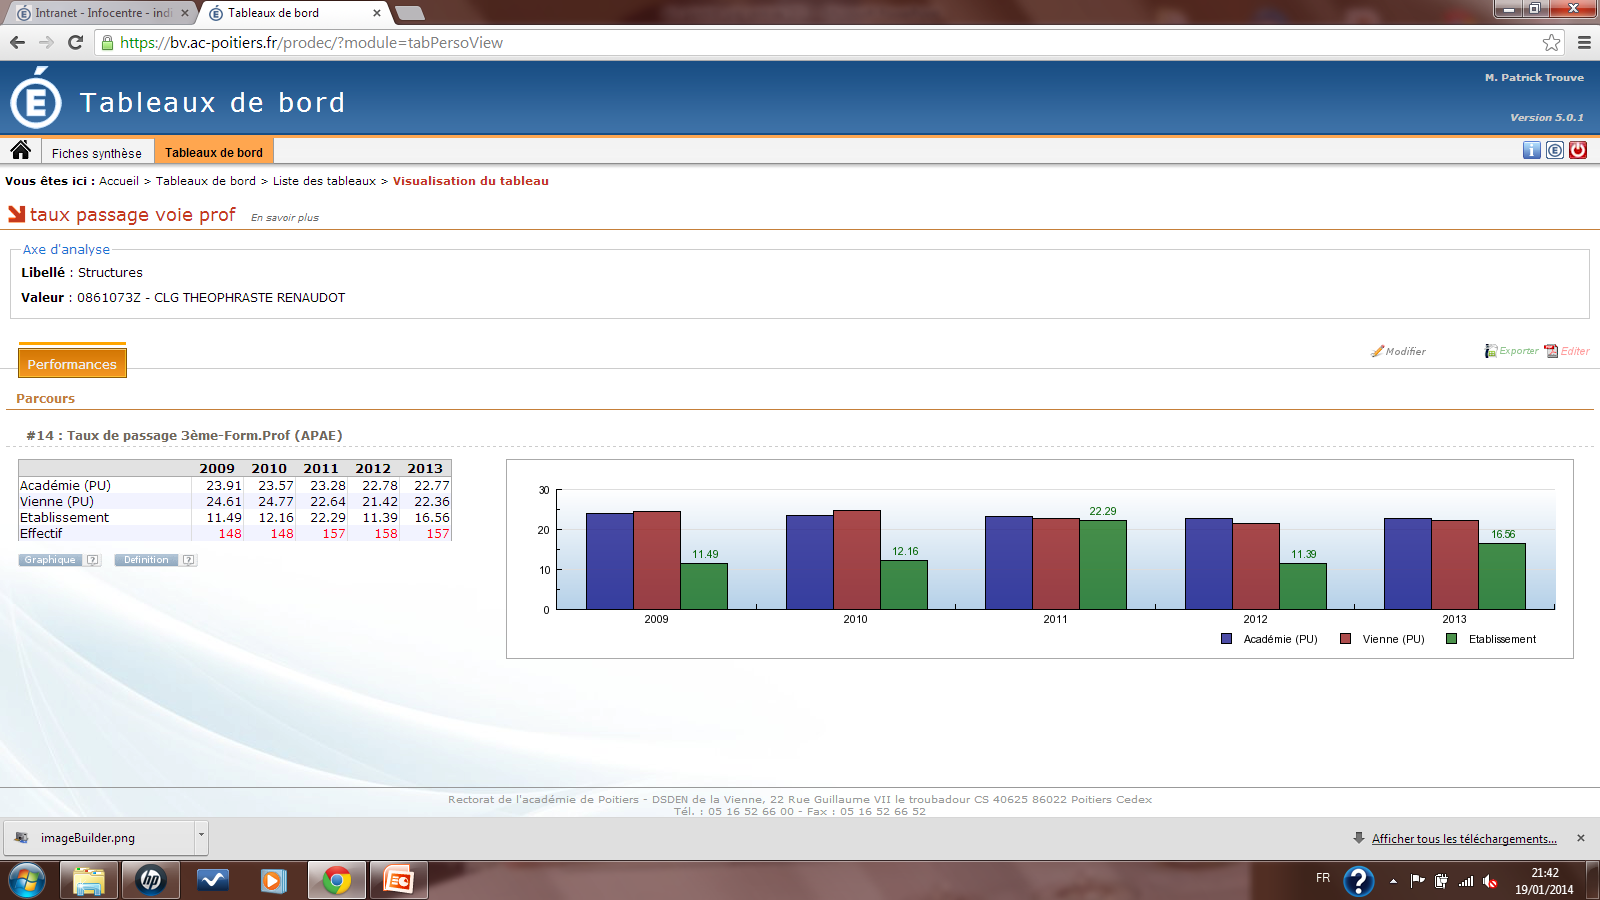 Intranet - Infocentre - indi
Tableaux de bord
https://bv.ac-poitiers.fr/prodec/?module=tabPersoView
É Tableaux de bord
M. Patrick Trouve
Version 5.0.1
Fiches synthèse
Tableaux de bord
Vous êtes ici : Accueil > Tableaux de bord > Liste des tableaux > Visualisation du tableau
taux passage voie prof En savoir plus
Axe d'analyse
Libellé : Structures
Valeur : 0861073Z - CLG THEOPHRASTE RENAUDOT
Performances
Modifier
Exporter
Editer
Parcours
#14 : Taux de passage 3ème-Form.Prof (APAE)
2009 2010 2011 2012 2013
Académie (PU) 23.91 23.57 23.28 22.78 22.77
Vienne (PU) 24.61 24.77 22.64 21.42 22.36
Etablissement 11.49 12.16 22.29 11.39 16.56
Effectif 148 148 157 158 157
Graphique ? Definition ?
30
20
10
0
11.49
12.16
22.29
11.39
16.56
2009 2010 2011 2012 2013
Académie (PU) Vienne (PU) Etablissement
Rectorat de l'académie de Poitiers - DSDEN de la Vienne, 22 Rue Guillaume VII le troubadour CS 40625 86022 Poitiers Cedex
Tél. : 05 16 52 66 00 - Fax : 05 16 52 66 52
imageBuilder.png
Afficher tous les téléchargements...
hp
FR
?
21:42
19/01/2014